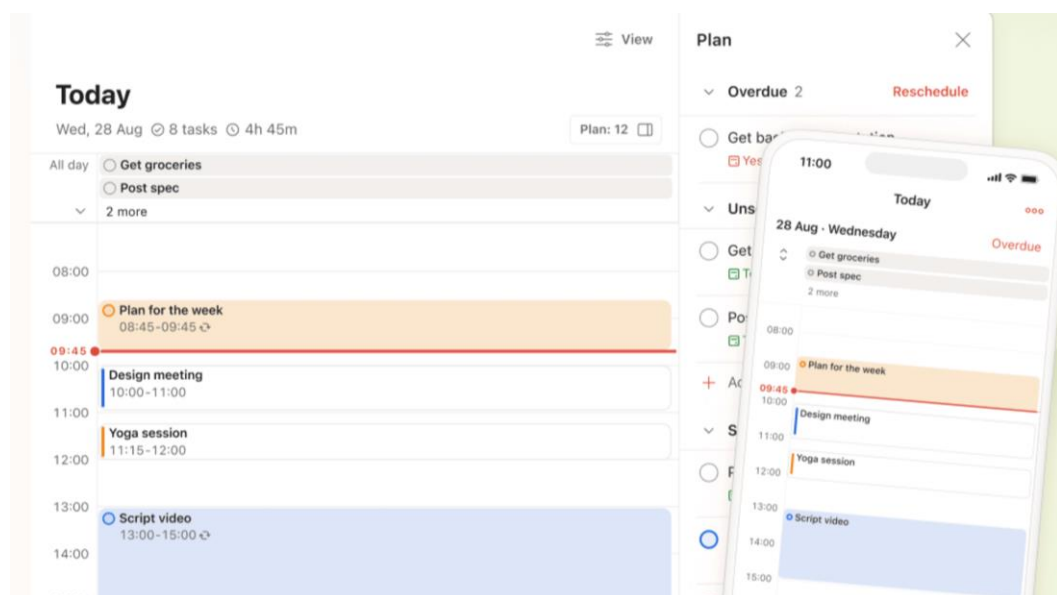 View
Today
Wed, 28 Aug 8 tasks 4h 45m
Plan: 12
All day
Get groceries
Post spec
2 more
08:00
09:00
Plan for the week
08:45-09:45
09:45
10:00
Design meeting
10:00-11:00
11:00
Yoga session
11:15-12:00
12:00
13:00
Script video
13:00-15:00
14:00
Plan
Overdue 2
Reschedule
Get
Get
+
11:00
Today
28 Aug · Wednesday
Overdue
Get groceries
Post spec
2 more
08:00
09:00
Plan for the week
09:45
10:00
Design meeting
11:00
Yoga session
12:00
13:00
Script video
14:00
15:00